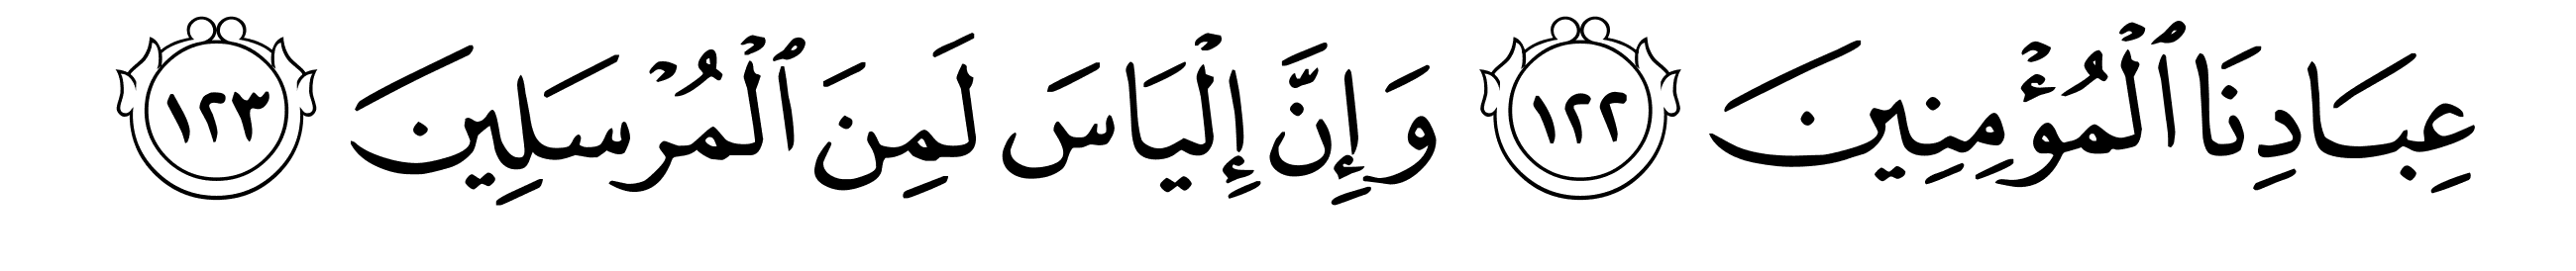 عِبَادِنَا ٱلْمُؤْمِنِينَ ١٢٢ وَإِنَّ إِلْيَاسَ لَمِنَ ٱلْمُرْسَلِينَ ١٢٣